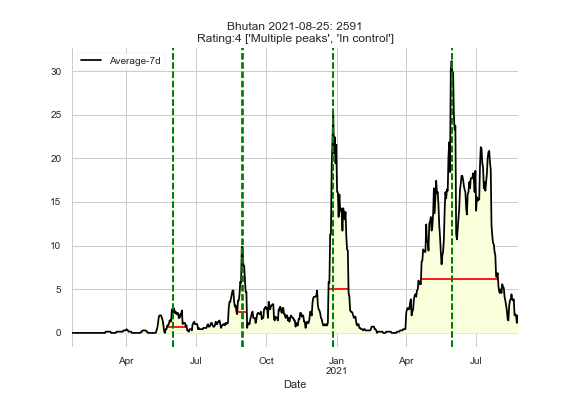 Bhutan 2021-08-25: 2591
Rating:4 ['Multiple peaks', 'In control']
Average-7d
30
25
20
15
10
5
0
Apr
Jul
Oct
Jan
2021
Apr
Jul
Date